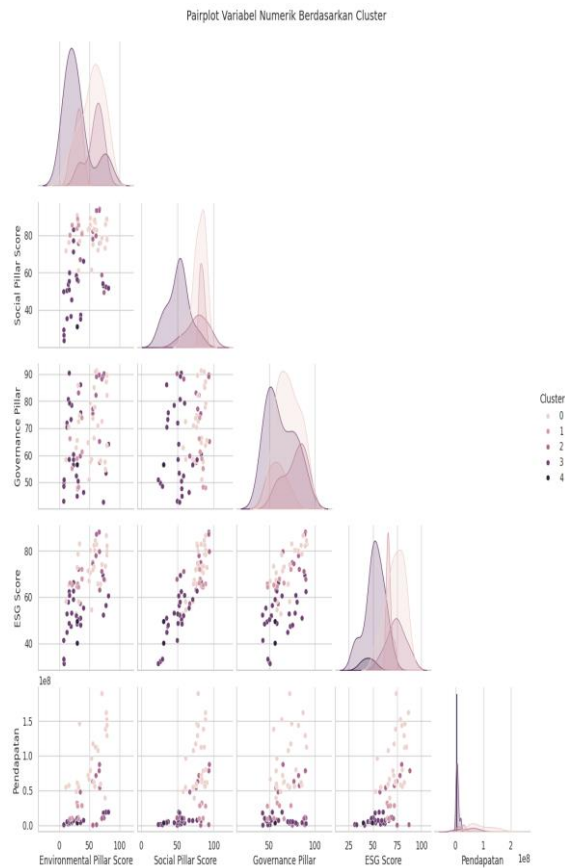 Pairplot Variabel Numerik Berdasarkan Cluster
Social Pillar Score
80
60
40
Governance Pillar
90
80
70
60
50
Cluster
0
1
2
3
4
ESG Score
80
60
40
1e8
Pendapatan
1.5
1.0
0.5
0.0
0 50 100
0 50 100
0 50 100
25 50 75 100
0 1 2
1e8
Environmental Pillar Score
Social Pillar Score
Governance Pillar
ESG Score
Pendapatan